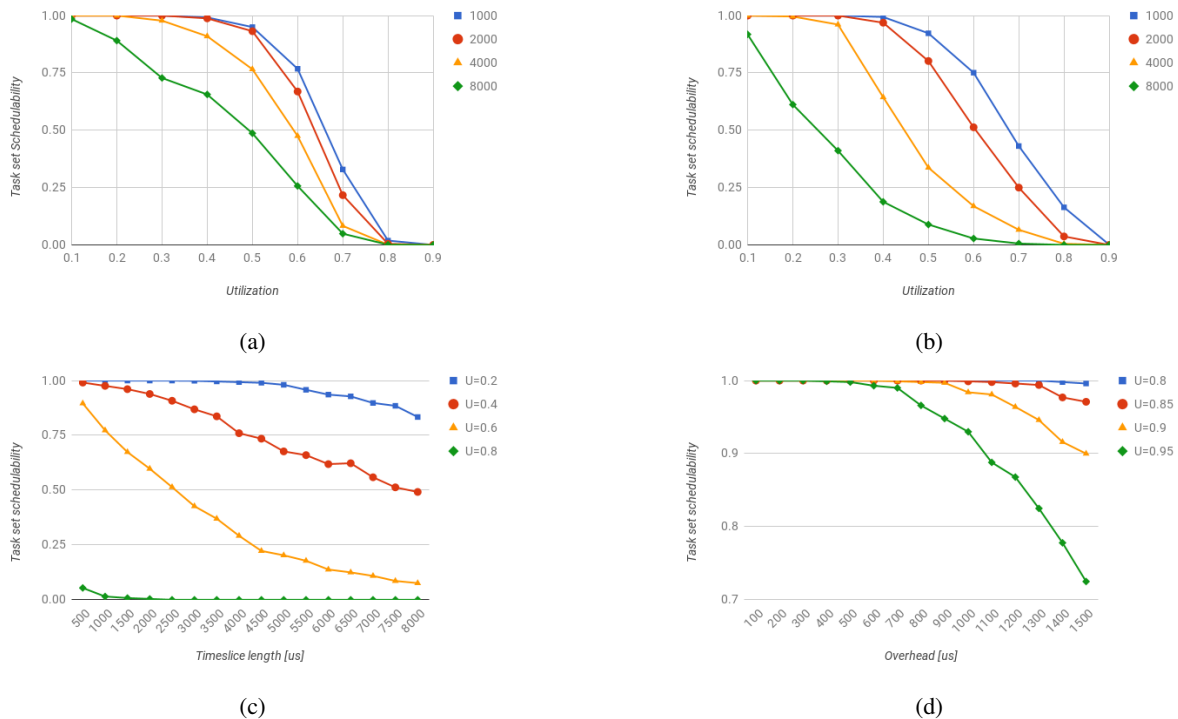 1.00
0.75
0.50
0.25
0.00
Task set Schedulability
0.1 0.2 0.3 0.4 0.5 0.6 0.7 0.8 0.9
Utilization
1000
2000
4000
8000
(a)
1.00
0.75
0.50
0.25
0.00
Task set schedulability
0.1 0.2 0.3 0.4 0.5 0.6 0.7 0.8 0.9
Utilization
1000
2000
4000
8000
(b)
1.00
0.75
0.50
0.25
0.00
Task set schedulability
500 1000 1500 2000 2500 3000 3500 4000 4500 5000 5500 6000 6500 7000 7500 8000
Timeslice length [us]
U=0.2
U=0.4
U=0.6
U=0.8
(c)
1.0
0.9
0.8
0.7
Task set schedulability
100 200 300 400 500 600 700 800 900 1000 1100 1200 1300 1400 1500
Overhead [us]
U=0.8
U=0.85
U=0.9
U=0.95
(d)